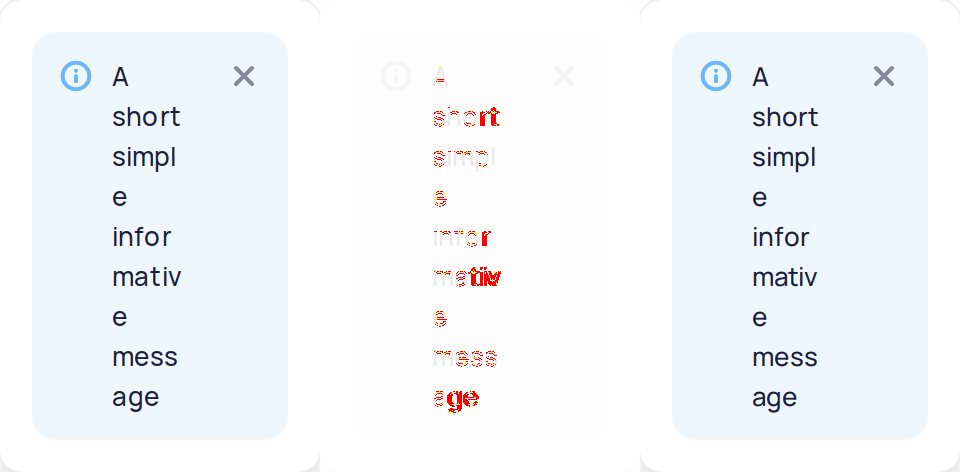 A
short
simpl
e
infor
mativ
e
mess
age
A
short
simpl
e
infor
mativ
e
mess
age
A
short
simpl
e
infor
mativ
e
mess
age